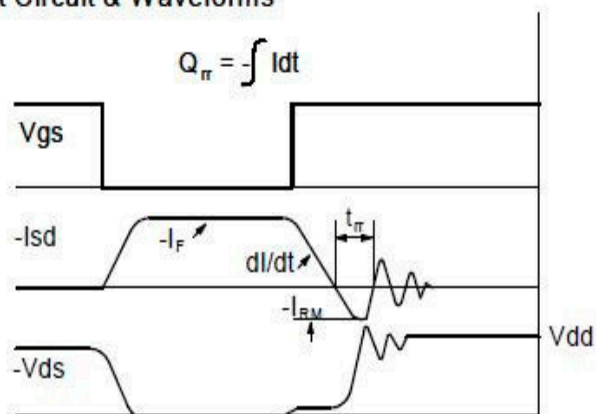 t Circuit & Waveforms
Qrr = -∫ Idt
Vgs
-Isd
-IF
dI/dt
trr
-IRM
Vdd
-Vds